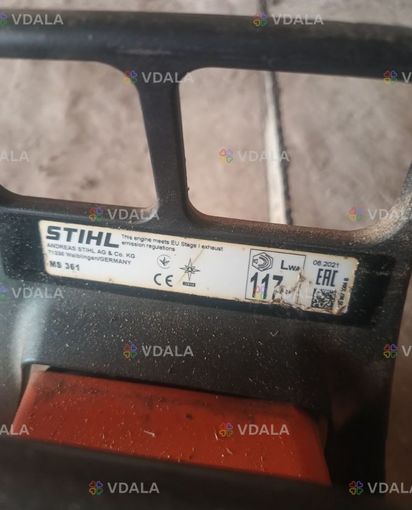 STIHL
This engine meets EU Stage I exhaust
emission regulations
ANDREAS STIHL AG & Co. KG
71336 Waiblingen/GERMANY
MS 361
CE
LWA
117
06.2021
EAC
VDALA